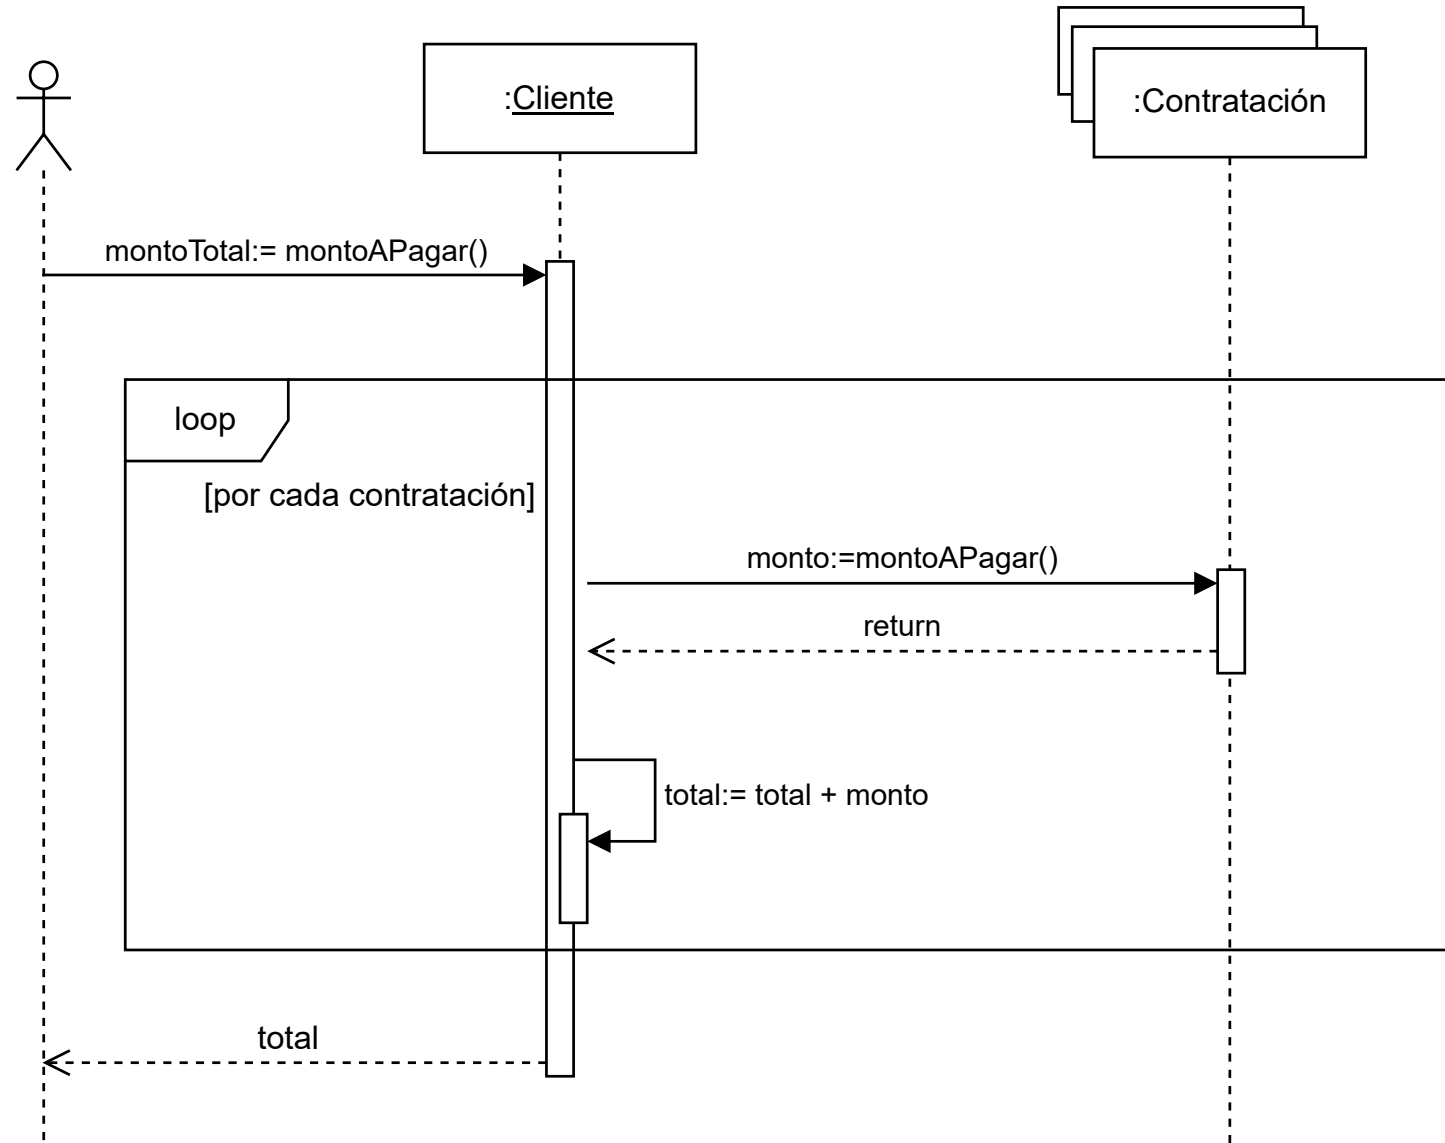 :Cliente
:Contratación
montoTotal:= montoAPagar()
loop
[por cada contratación]
monto:=montoAPagar()
return
total:= total + monto
total